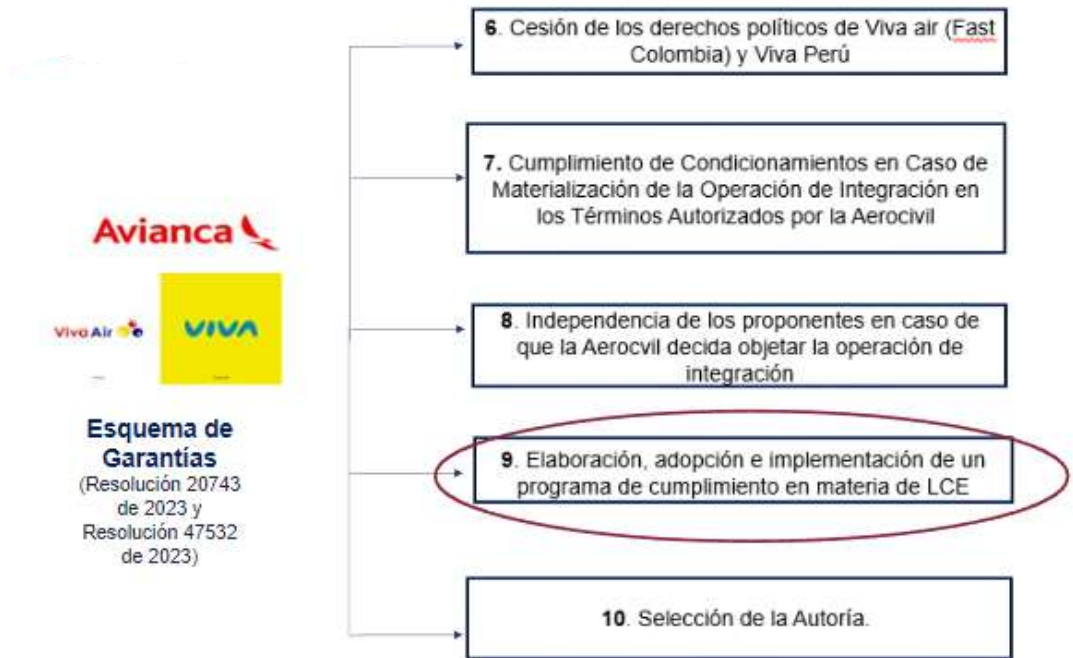 6. Cesión de los derechos políticos de Viva air (Fast
Colombia) y Viva Perú
7. Cumplimiento de Condicionamientos en Caso de
Materialización de la Operación de Integración en
los Términos Autorizados por la Aerocivil
Avianca
Viva Air
VIVA
8. Independencia de los proponentes en caso de
que la Aerocvil decida objetar la operación de
integración
Esquema de
Garantías
(Resolución 20743
de 2023 y
Resolución 47532
de 2023)
9. Elaboración, adopción e implementación de un
programa de cumplimiento en materia de LCE
10. Selección de la Autoría.